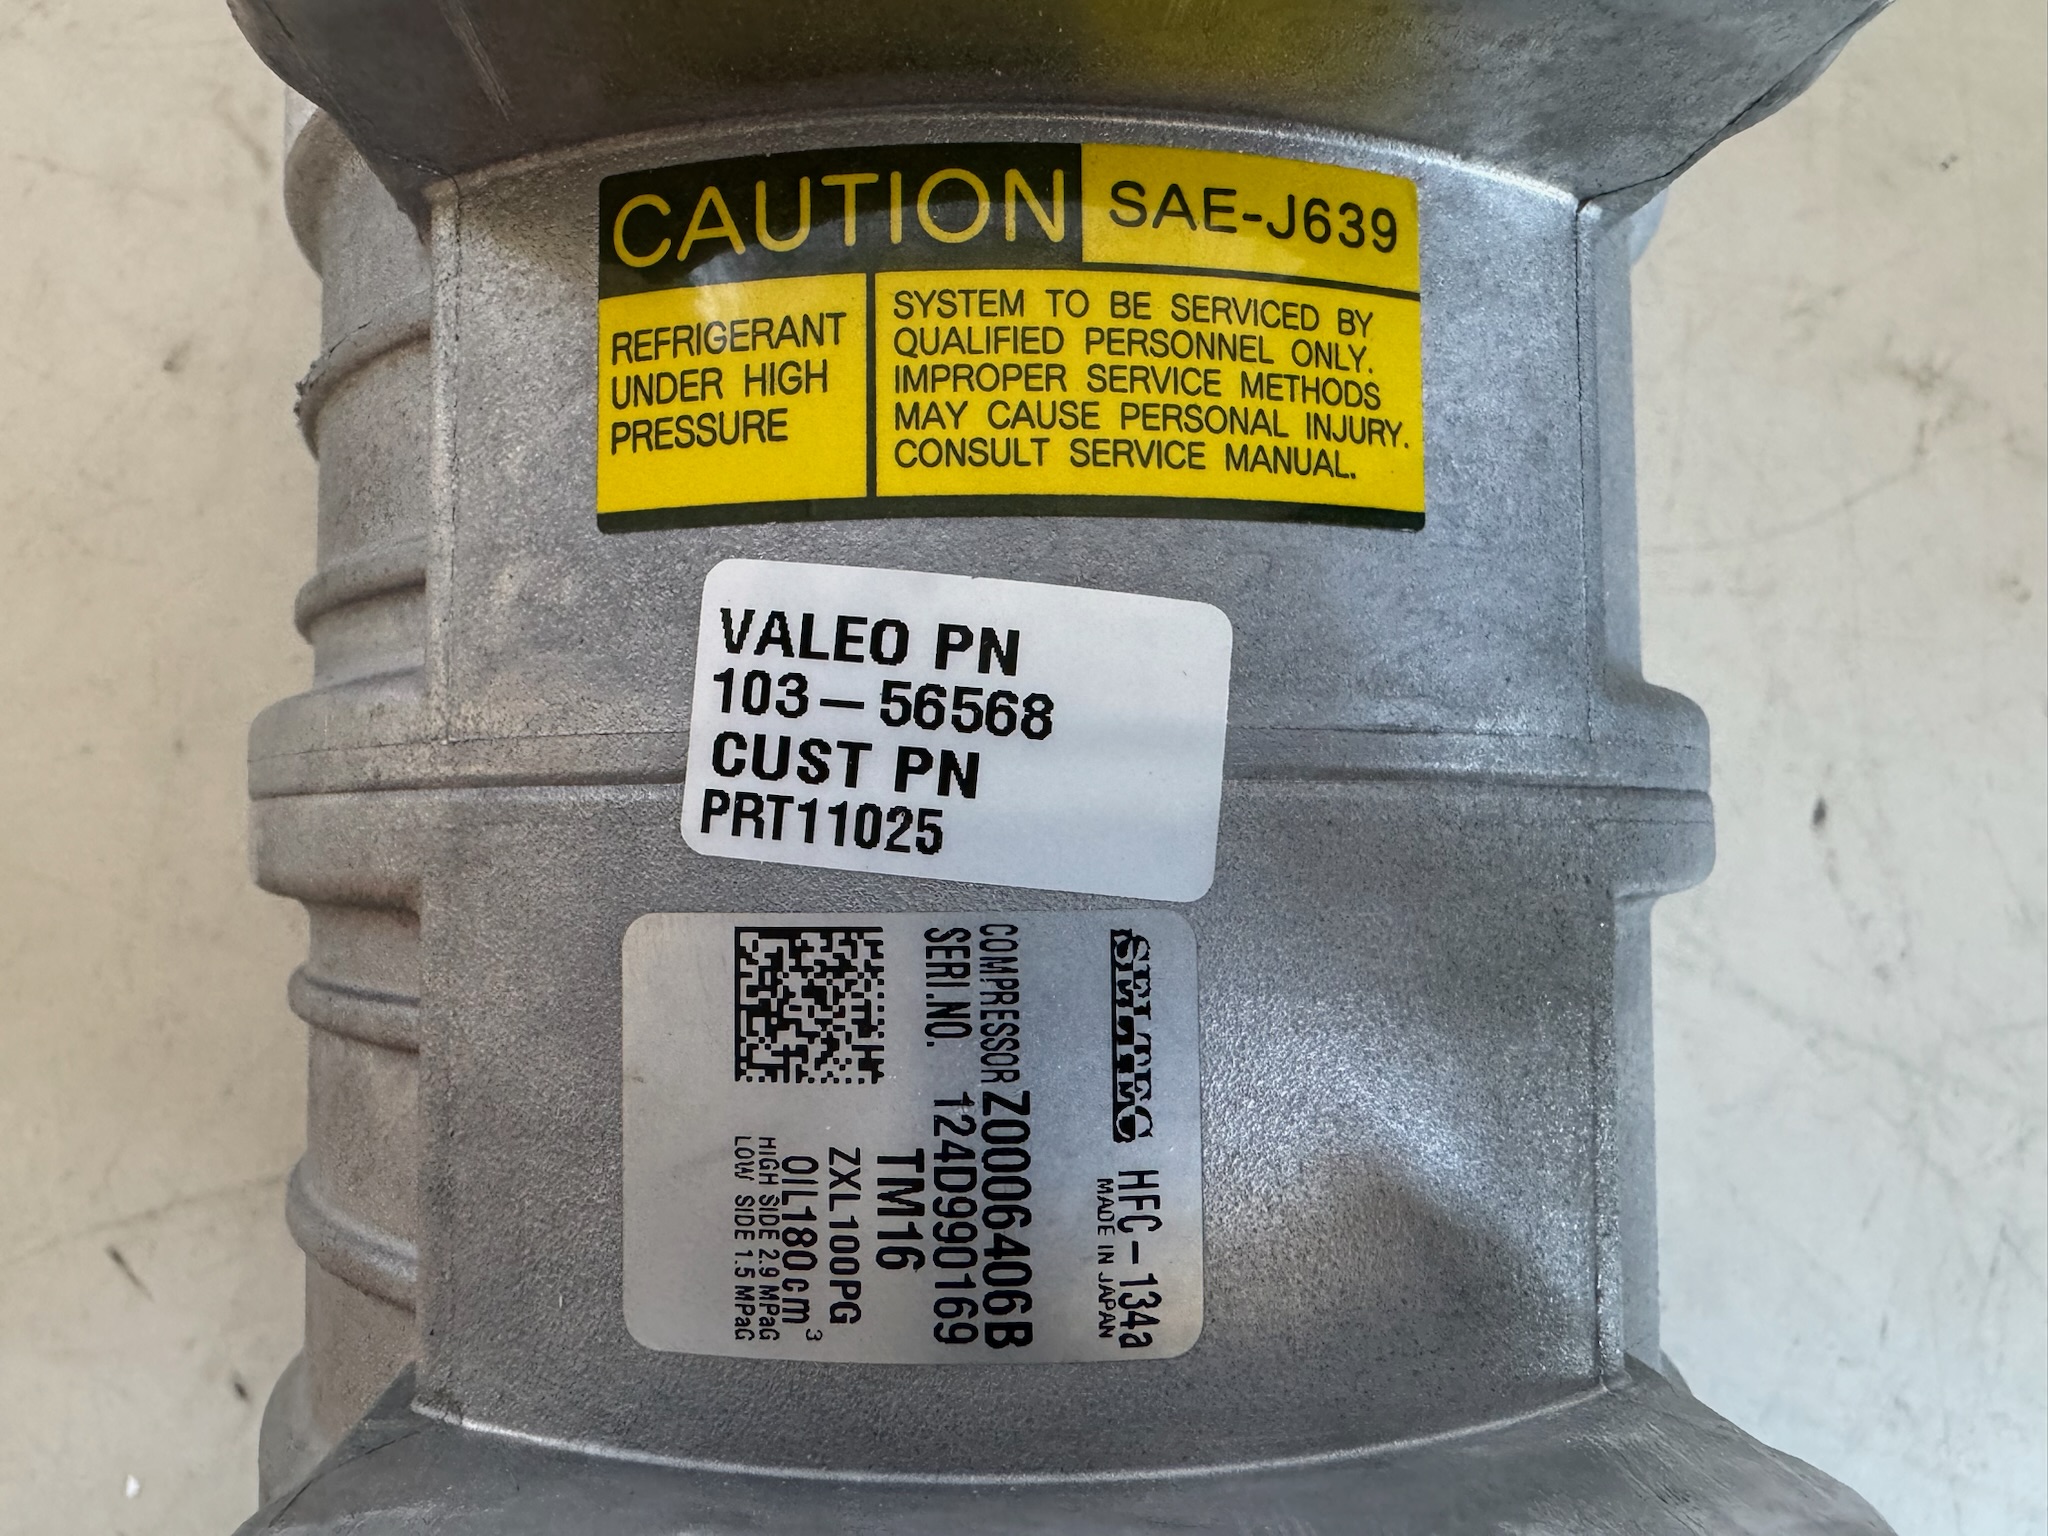 CAUTION SAE-J639
REFRIGERANT
UNDER HIGH
PRESSURE
SYSTEM TO BE SERVICED BY
QUALIFIED PERSONNEL ONLY.
IMPROPER SERVICE METHODS
MAY CAUSE PERSONAL INJURY.
CONSULT SERVICE MANUAL.
VALEO PN
103-56568
CUST PN
PRT11025
SELTEC HFC-134a
MADE IN JAPAN
COMPRESSOR Z0006406B
SERI.NO. 124D990169
TM16
ZXL100PG
OIL180cm³
HIGH SIDE 2.9 MPaG
LOW SIDE 1.5 MPaG